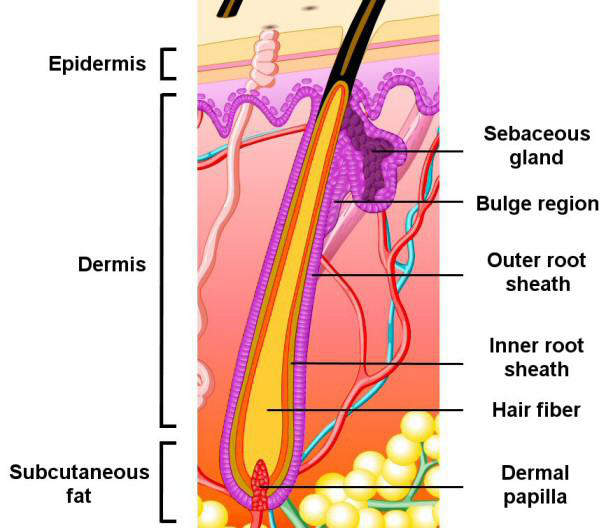 Epidermis
Dermis
Subcutaneous
fat
Sebaceous
gland
Bulge region
Outer root
sheath
Inner root
sheath
Hair fiber
Dermal
papilla